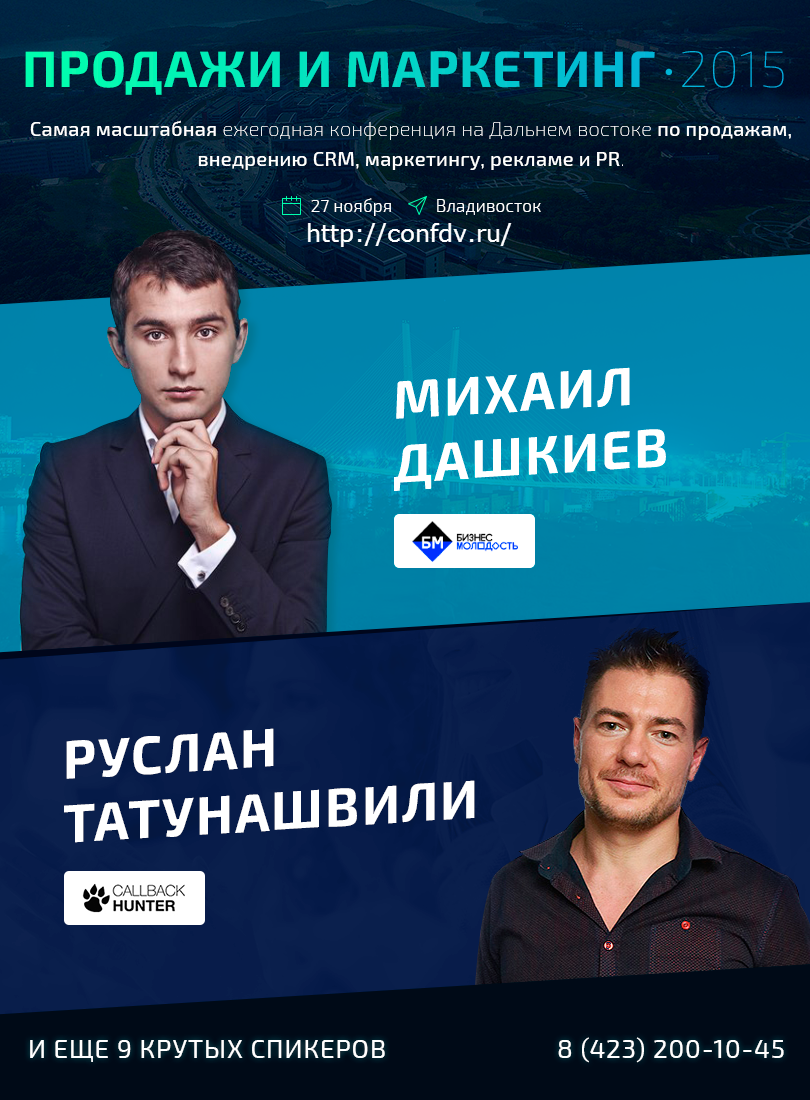 ПРОДАЖИ И МАРКЕТИНГ · 2015
Самая масштабная ежегодная конференция на Дальнем востоке по продажам,
внедрению CRM, маркетингу, рекламе и PR.
27 ноября Владивосток
http://confdv.ru/
МИХАИЛ
ДАШКИЕВ
БМ БИЗНЕС
МОЛОДОСТЬ
РУСЛАН
ТАТУНАШВИЛИ
CALLBACK
HUNTER
И ЕЩЕ 9 КРУТЫХ СПИКЕРОВ 8 (423) 200-10-45